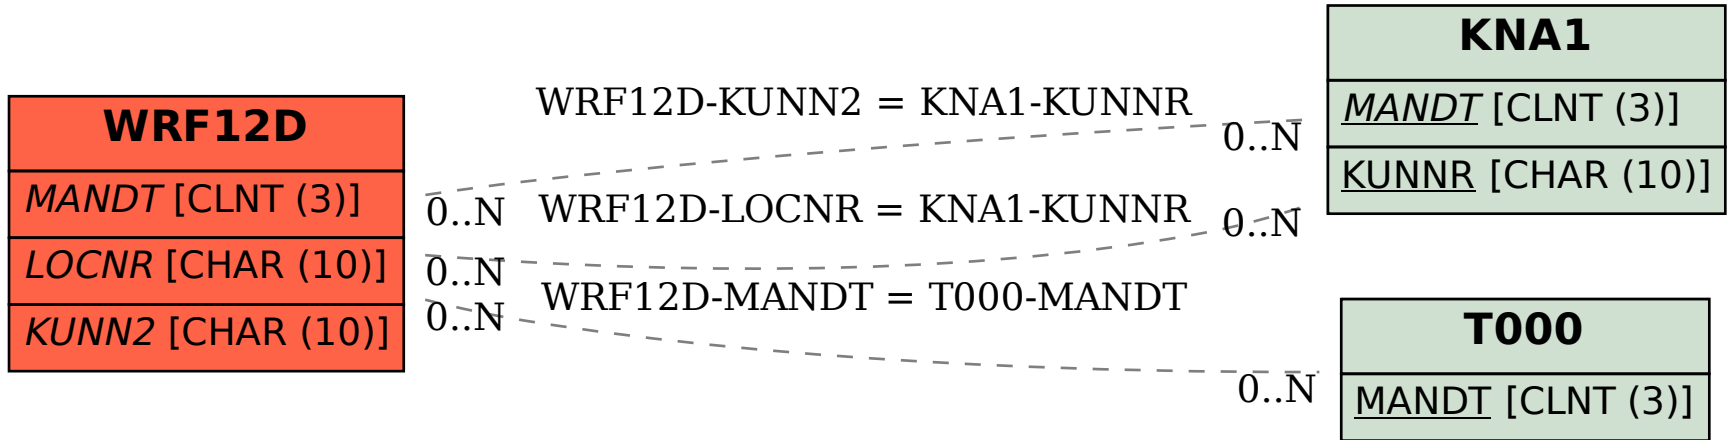 WRF12D
MANDT [CLNT (3)]
LOCNR [CHAR (10)]
KUNN2 [CHAR (10)]
WRF12D-KUNN2 = KNA1-KUNNR
0..N
0..N
WRF12D-LOCNR = KNA1-KUNNR
0..N
0..N
WRF12D-MANDT = T000-MANDT
0..N
0..N
KNA1
MANDT [CLNT (3)]
KUNNR [CHAR (10)]
T000
MANDT [CLNT (3)]